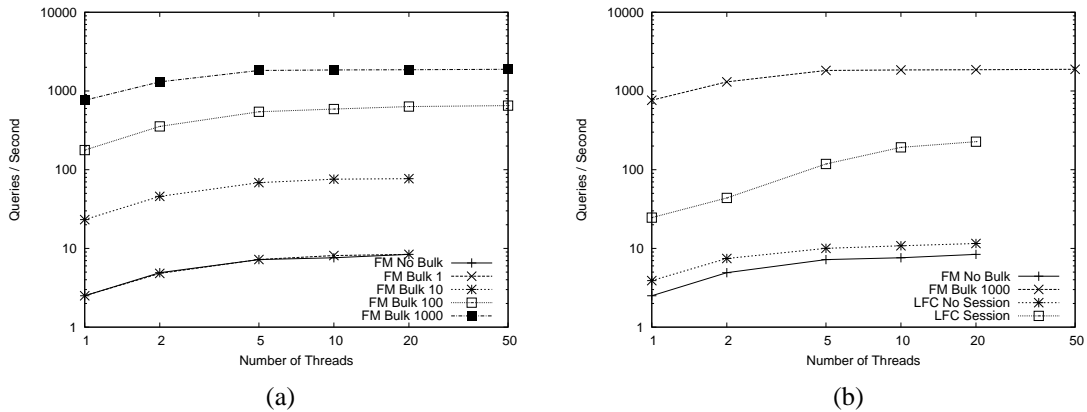 10000
1000
100
10
1
Queries / Second
1
2
5
10
20
50
Number of Threads
FM No Bulk
FM Bulk 1
FM Bulk 10
FM Bulk 100
FM Bulk 1000
(a)
10000
1000
100
10
1
Queries / Second
1
2
5
10
20
50
Number of Threads
FM No Bulk
FM Bulk 1000
LFC No Session
LFC Session
(b)